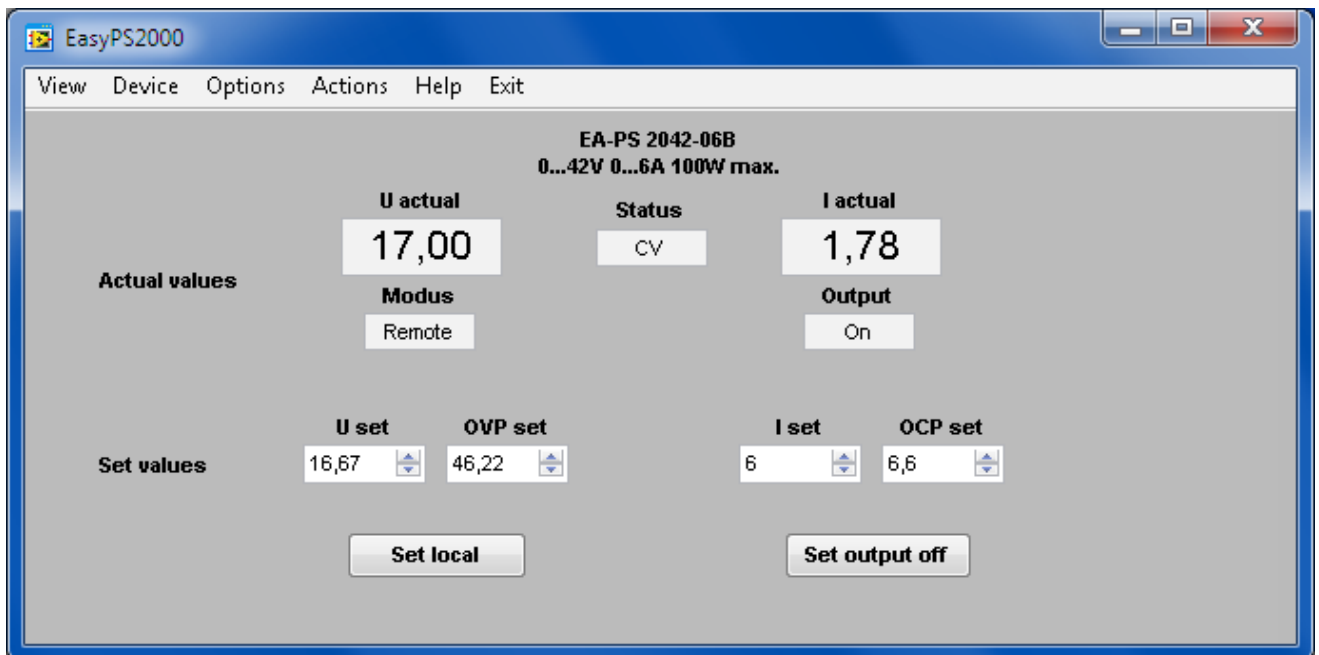 EasyPS2000
View Device Options Actions Help Exit
EA-PS 2042-06B
0...42V 0...6A 100W max.
U actual Status I actual
17,00 CV 1,78
Actual values
Modus Output
Remote On
U set OVP set I set OCP set
Set values 16,67 46,22 6 6,6
Set local Set output off